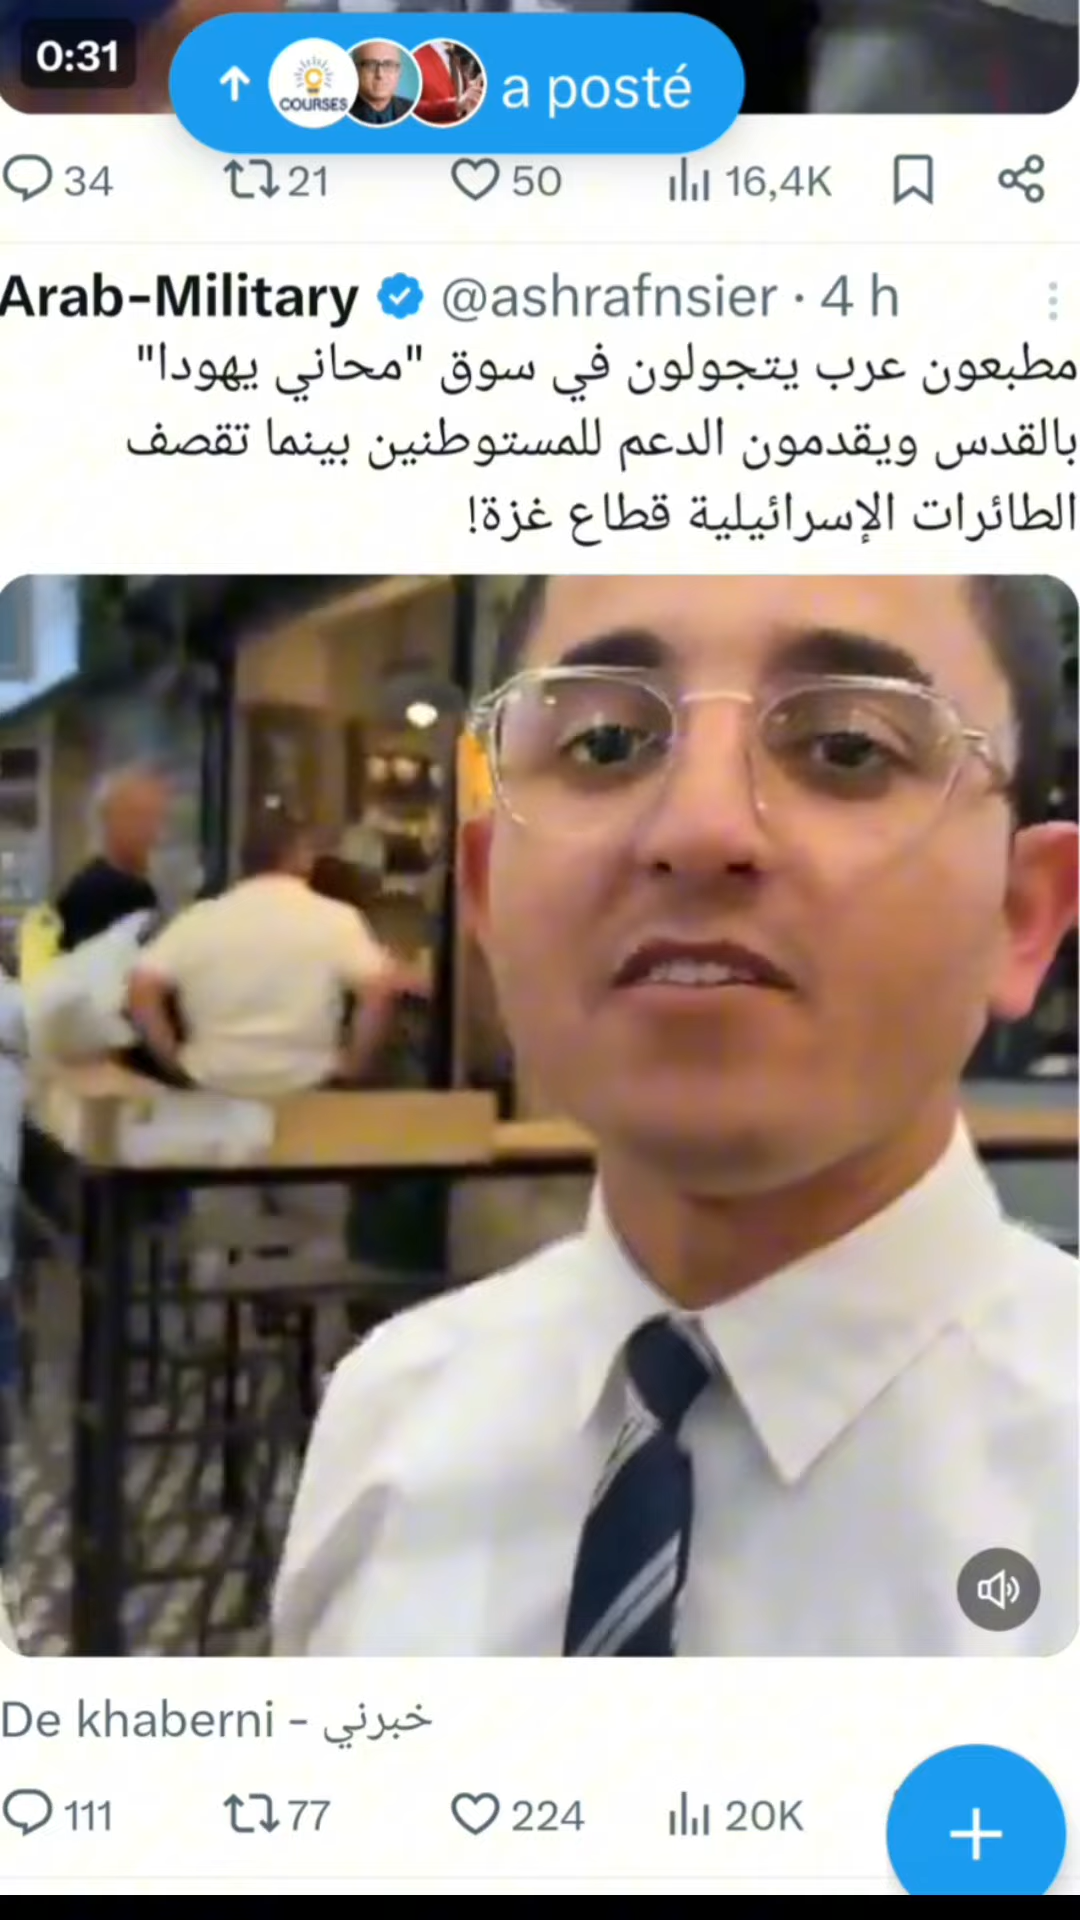 0:31
COURSES
a posté
34 21 50 16,4K
Arab-Military @ashrafnsier · 4 h
مطبعون عرب يتجولون في سوق "محاني يهودا"
بالقدس ويقدمون الدعم للمستوطنين بينما تقصف
الطائرات الإسرائيلية قطاع غزة!
De khaberni - خبرني
111 77 224 20K